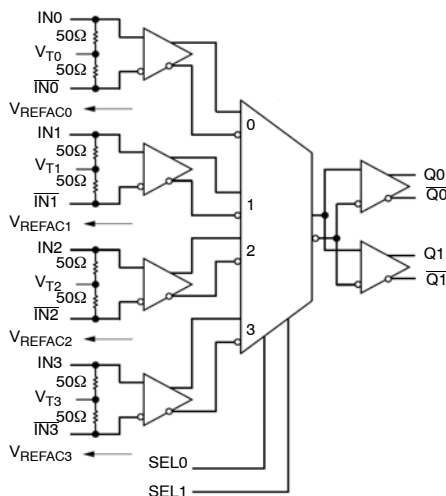 IN0
50Ω
VT0
50Ω
IN0
VREFAC0
IN1
50Ω
VT1
50Ω
IN1
VREFAC1
IN2
50Ω
VT2
50Ω
IN2
VREFAC2
IN3
50Ω
VT3
50Ω
IN3
VREFAC3
0
1
2
3
SEL0
SEL1
Q0
Q0
Q1
Q1